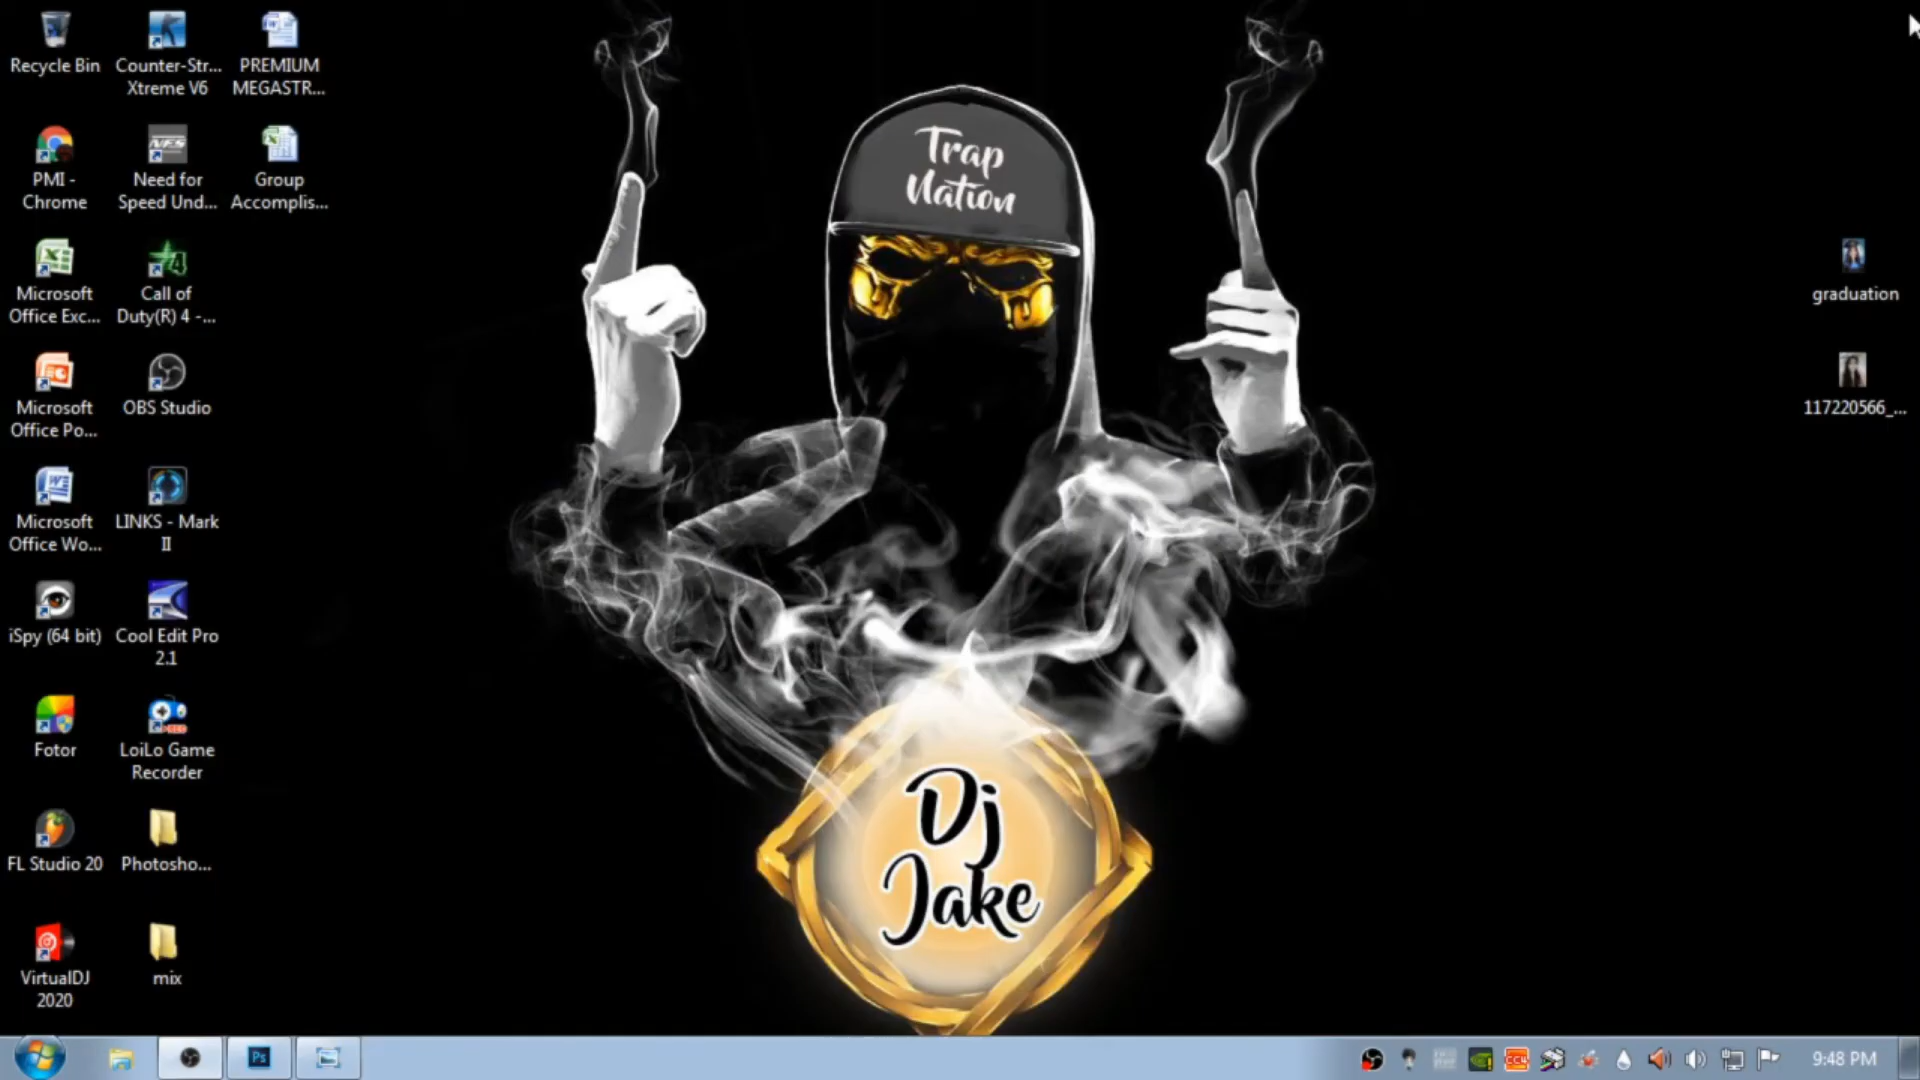 Recycle Bin
Counter-Str...
Xtreme V6
PREMIUM
MEGASTR...
PMI -
Chrome
Need for
Speed Und...
Group
Accomplis...
Microsoft
Office Exc...
Call of
Duty(R) 4 -...
Microsoft
Office Po...
OBS Studio
Microsoft
Office Wo...
LINKS - Mark
II
iSpy (64 bit)
Cool Edit Pro
2.1
Fotor
LoiLo Game
Recorder
FL Studio 20
Photosho...
VirtualDJ
2020
mix
NFS
Trap
Nation
Dj
Jake
graduation
117220566_...
Ps
CC4
9:48 PM